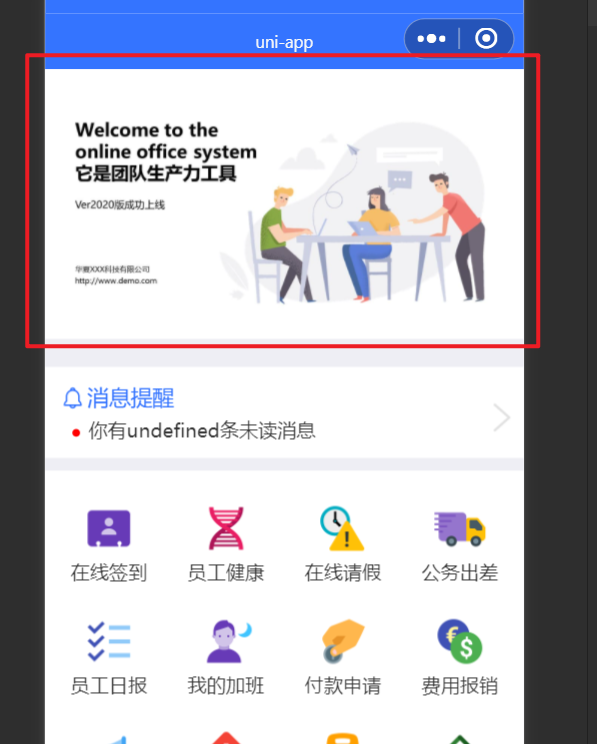 uni-app
Welcome to the
online office system
它是团队生产力工具
Ver2020版成功上线
华夏XXX科技有限公司
http://www.demo.com
消息提醒
你有undefined条未读消息
在线签到
员工健康
在线请假
公务出差
员工日报
我的加班
付款申请
费用报销